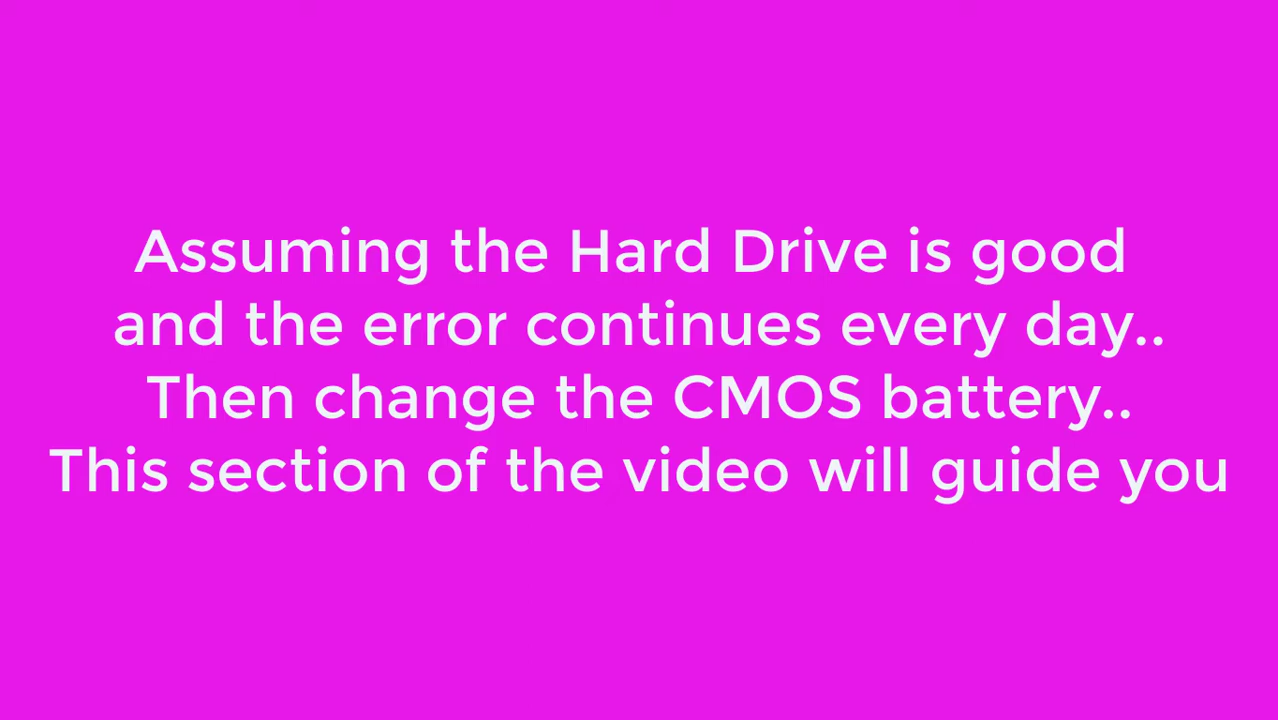 Assuming the Hard Drive is good
and the error continues every day..
Then change the CMOS battery..
This section of the video will guide you